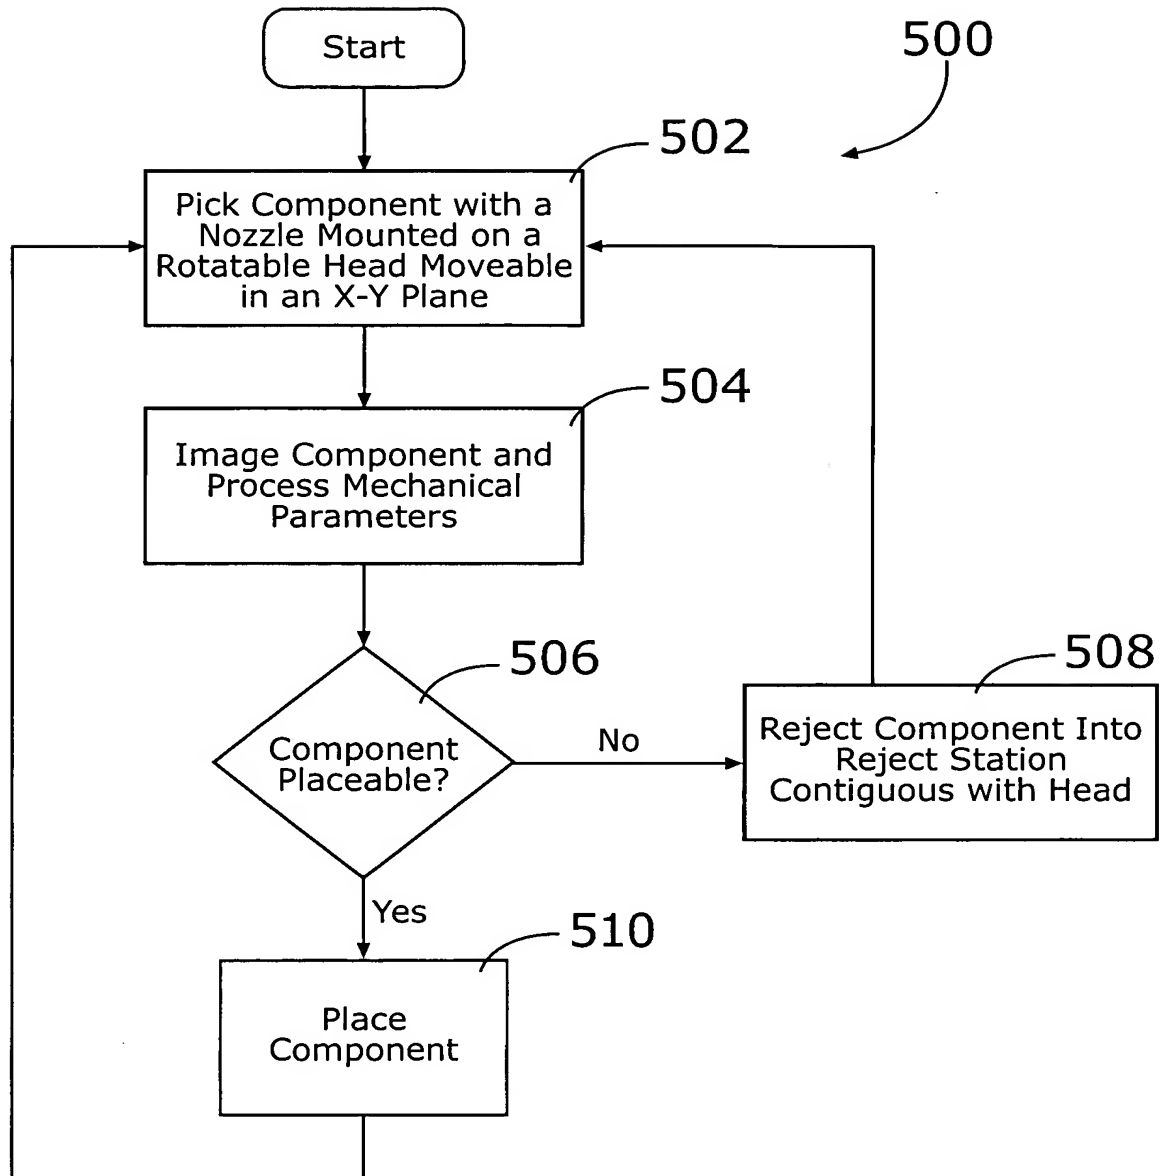 Start
500
502
Pick Component with a
Nozzle Mounted on a
Rotatable Head Moveable
in an X-Y Plane
504
Image Component and
Process Mechanical
Parameters
506
Component
Placeable?
No
508
Reject Component Into
Reject Station
Contiguous with Head
Yes
510
Place
Component